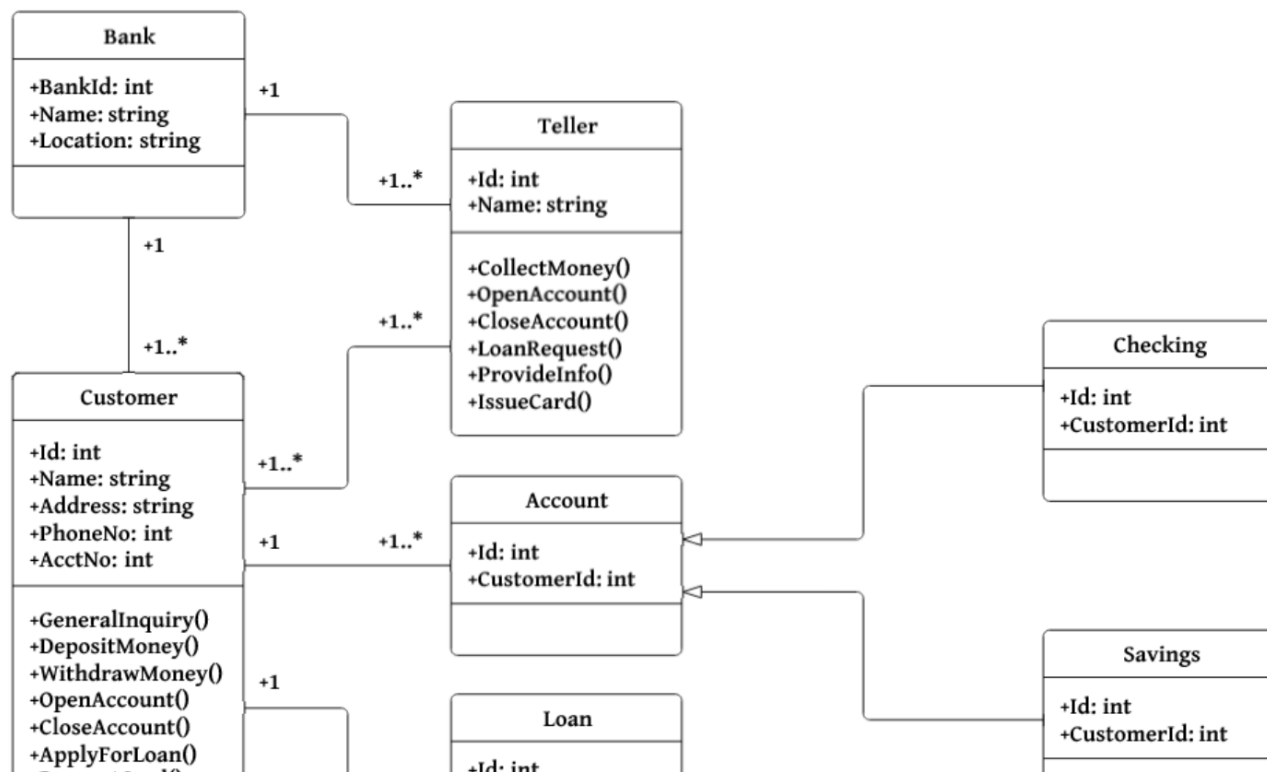 Bank
+BankId: int
+Name: string
+Location: string
+1
+1..*
Teller
+Id: int
+Name: string
+CollectMoney()
+OpenAccount()
+CloseAccount()
+LoanRequest()
+ProvideInfo()
+IssueCard()
+1
+1..*
+1..*
+1..*
Customer
+Id: int
+Name: string
+Address: string
+PhoneNo: int
+AcctNo: int
+GeneralInquiry()
+DepositMoney()
+WithdrawMoney()
+OpenAccount()
+CloseAccount()
+ApplyForLoan()
+1
+1..*
Account
+Id: int
+CustomerId: int
Checking
+Id: int
+CustomerId: int
Savings
+Id: int
+CustomerId: int
+1
Loan
+Id: int